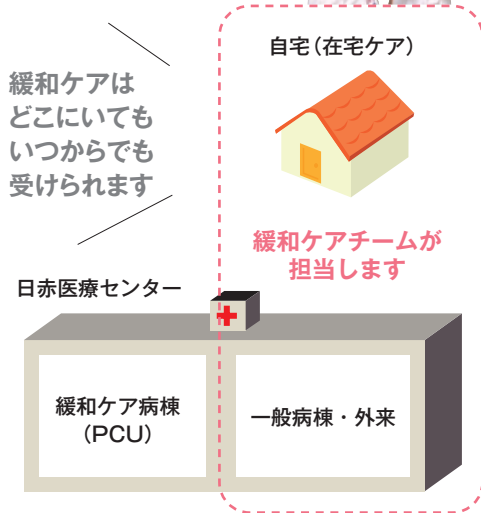 自宅（在宅ケア）
緩和ケアは
どこにいても
いつからでも
受けられます
緩和ケアチームが
担当します
日赤医療センター
緩和ケア病棟
（PCU）
一般病棟・外来